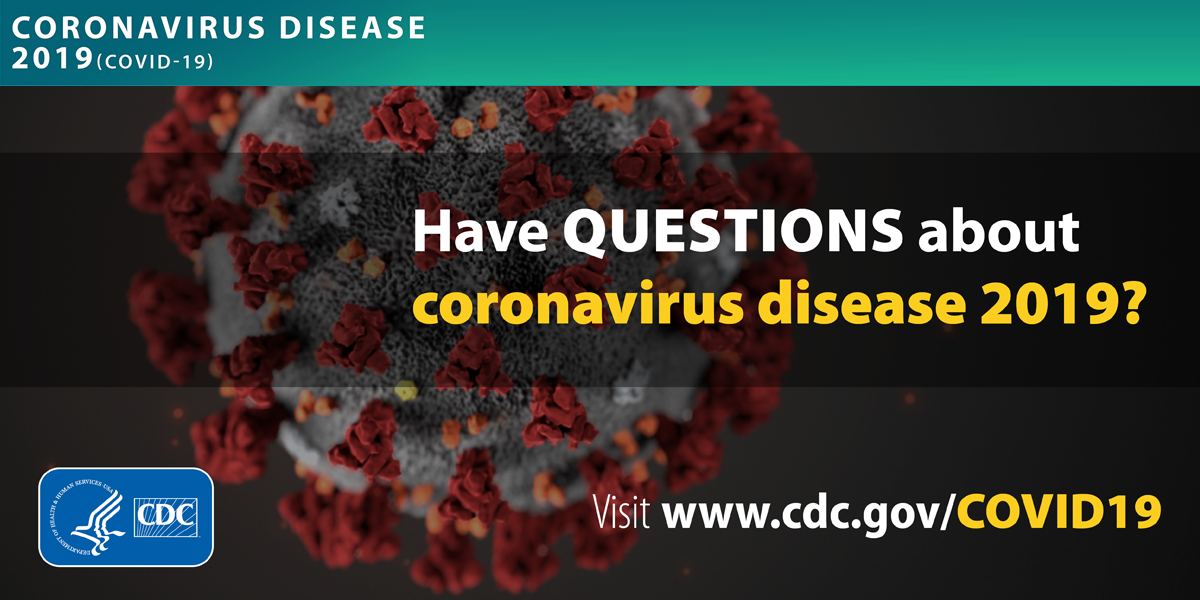 CORONAVIRUS DISEASE
2019 (COVID-19)
Have QUESTIONS about
coronavirus disease 2019?
DEPARTMENT OF HEALTH & HUMAN SERVICES · USA
CDC
Visit www.cdc.gov/COVID19